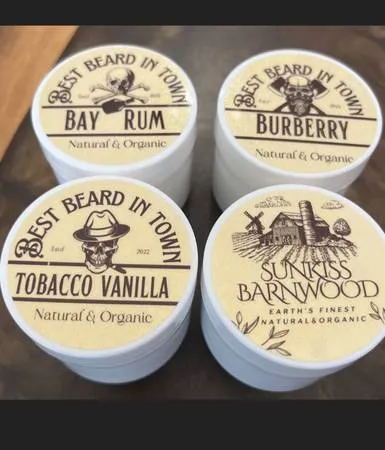 BEST BEARD IN TOWN
BAY RUM
Natural & Organic
BEST BEARD IN TOWN
BURBERRY
Natural & Organic
BEST BEARD IN TOWN
Estd 2022
TOBACCO VANILLA
Natural & Organic
SUNKISS
BARNWOOD
EARTH'S FINEST
NATURAL&ORGANIC